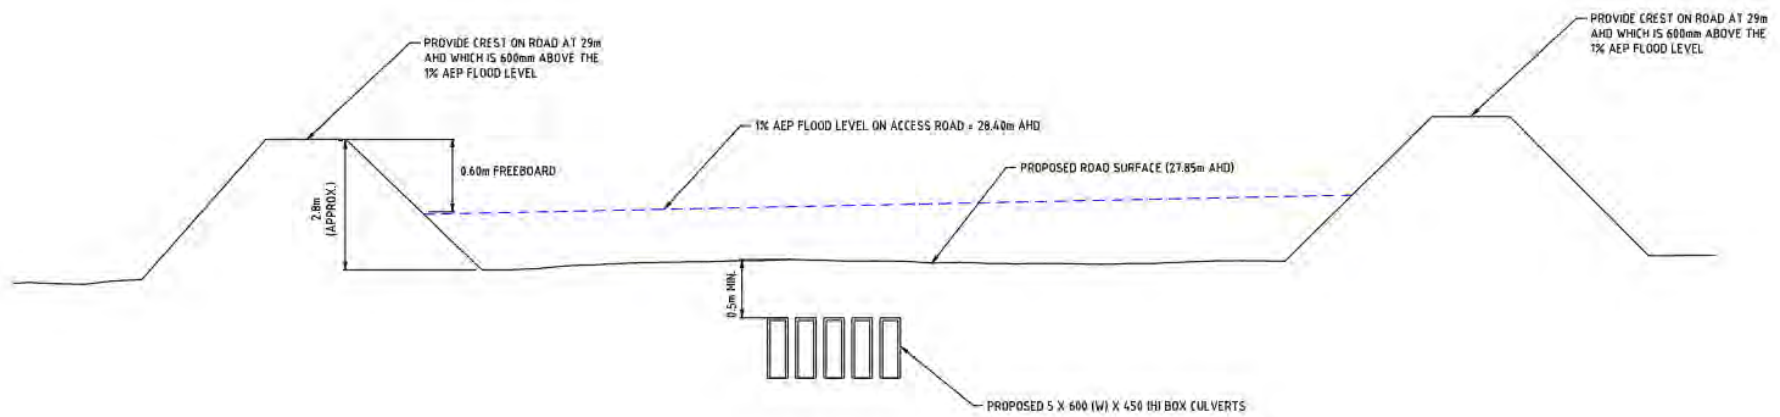 PROVIDE CREST ON ROAD AT 29m
AHD WHICH IS 600mm ABOVE THE
1% AEP FLOOD LEVEL
PROVIDE CREST ON ROAD AT 29m
AHD WHICH IS 600mm ABOVE THE
1% AEP FLOOD LEVEL
1% AEP FLOOD LEVEL ON ACCESS ROAD = 28.40m AHD
0.60m FREEBOARD
PROPOSED ROAD SURFACE (27.85m AHD)
2.8m
(APPROX.)
0.5m MIN.
PROPOSED 5 X 600 (W) X 450 (H) BOX CULVERTS